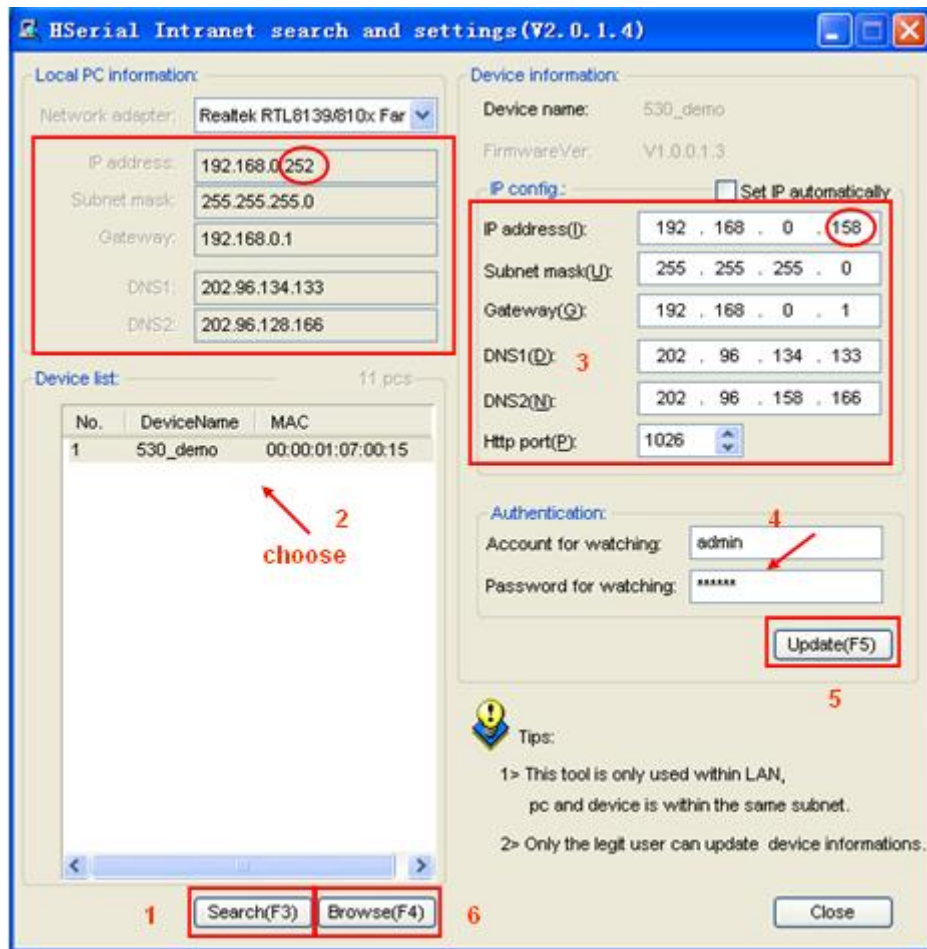 HSerial Intranet search and settings(V2.0.1.4)
Local PC information:
Network adapter: Realtek RTL8139/810x Far
IP address: 192.168.0.252
Subnet mask: 255.255.255.0
Gateway: 192.168.0.1
DNS1: 202.96.134.133
DNS2: 202.96.128.166
Device list: 11 pcs
No. DeviceName MAC
1 530_demo 00:00:01:07:00:15
2
choose
1 Search(F3) Browse(F4) 6
Device information:
Device name: 530_demo
FirmwareVer: V1.0.0.1.3
IP config.: Set IP automatically
IP address(I): 192 . 168 . 0 . 158
Subnet mask(U): 255 . 255 . 255 . 0
Gateway(G): 192 . 168 . 0 . 1
3
DNS1(D): 202 . 96 . 134 . 133
DNS2(N): 202 . 96 . 158 . 166
Http port(P): 1026
Authentication: 4
Account for watching: admin
Password for watching: ******
Update(F5)
5
Tips:
1> This tool is only used within LAN,
pc and device is within the same subnet.
2> Only the legit user can update device informations.
Close